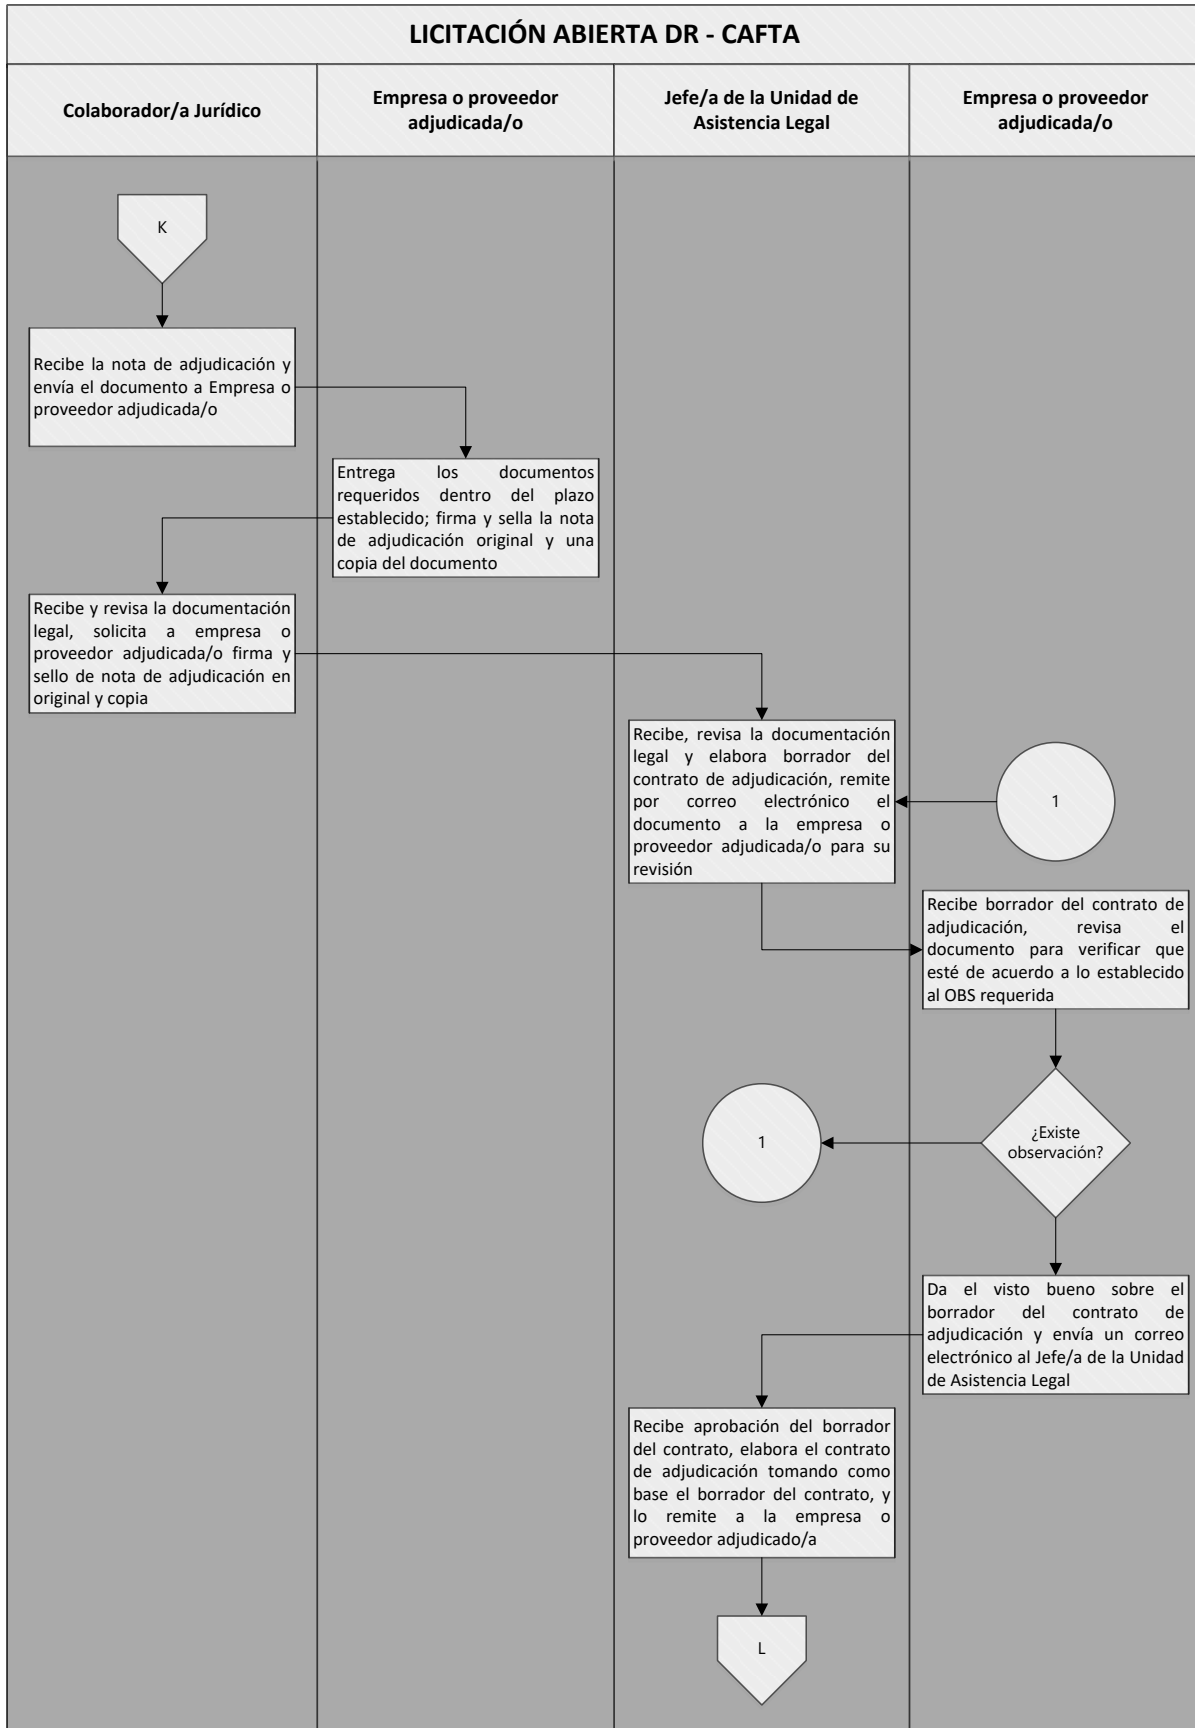 LICITACIÓN ABIERTA DR - CAFTA
Colaborador/a Jurídico
Empresa o proveedor
adjudicada/o
Jefe/a de la Unidad de
Asistencia Legal
Empresa o proveedor
adjudicada/o
K
Recibe la nota de adjudicación y
envía el documento a Empresa o
proveedor adjudicada/o
Entrega los documentos
requeridos dentro del plazo
establecido; firma y sella la nota
de adjudicación original y una
copia del documento
Recibe y revisa la documentación
legal, solicita a empresa o
proveedor adjudicada/o firma y
sello de nota de adjudicación en
original y copia
Recibe, revisa la documentación
legal y elabora borrador del
contrato de adjudicación, remite
por correo electrónico el
documento a la empresa o
proveedor adjudicada/o para su
revisión
1
Recibe borrador del contrato de
adjudicación, revisa el
documento para verificar que
esté de acuerdo a lo establecido
al OBS requerida
¿Existe
observación?
1
Da el visto bueno sobre el
borrador del contrato de
adjudicación y envía un correo
electrónico al Jefe/a de la Unidad
de Asistencia Legal
Recibe aprobación del borrador
del contrato, elabora el contrato
de adjudicación tomando como
base el borrador del contrato, y
lo remite a la empresa o
proveedor adjudicado/a
L